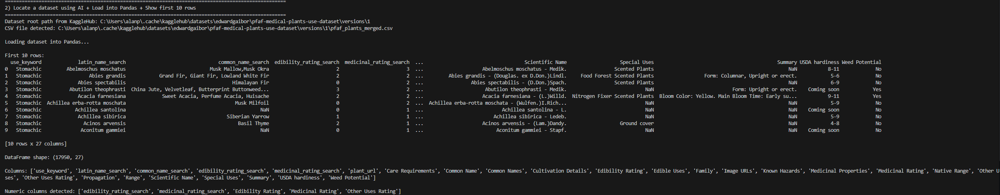 ====================================================================================================
2) Locate a dataset using AI + Load into Pandas + Show first 10 rows
====================================================================================================
Dataset root path from KaggleHub: C:\Users\alanp\.cache\kagglehub\datasets\edwardgaibor\pfaf-medical-plants-use-dataset\versions\1
CSV file detected: C:\Users\alanp\.cache\kagglehub\datasets\edwardgaibor\pfaf-medical-plants-use-dataset\versions\1\pfaf_plants_merged.csv
Loading dataset into Pandas...
First 10 rows:
use_keyword latin_name_search common_name_search edibility_rating_search medicinal_rating_search ... Scientific Name Special Uses Summary USDA hardiness Weed Potential
0 Stomachic Abelmoschus moschatus Musk Mallow,Musk Okra 2 3 ... Abelmoschus moschatus - Medik. Scented Plants NaN 8-11 No
1 Stomachic Abies grandis Grand Fir, Giant Fir, Lowland White Fir 2 2 ... Abies grandis - (Douglas. ex D.Don.)Lindl. Food Forest Scented Plants Form: Columnar, Upright or erect. 5-6 No
2 Stomachic Abies spectabilis Himalayan Fir 0 2 ... Abies spectabilis - (D.Don.)Spach. Scented Plants NaN 6-9 No
3 Stomachic Abutilon theophrasti China Jute, Velvetleaf, Butterprint Buttonweed... 3 2 ... Abutilon theophrasti - Medik. NaN Form: Upright or erect. Coming soon Yes
4 Stomachic Acacia farnesiana Sweet Acacia, Perfume Acacia, Huisache 2 2 ... Acacia farnesiana - (L.)Willd. Nitrogen Fixer Scented Plants Bloom Color: Yellow. Main Bloom Time: Early su... 9-11 Yes
5 Stomachic Achillea erba-rotta moschata Musk Milfoil 0 2 ... Achillea erba-rotta moschata - (Wulfen.)I.Rich... NaN NaN 5-9 No
6 Stomachic Achillea santolina NaN 0 1 ... Achillea santolina - L. NaN NaN Coming soon No
7 Stomachic Achillea sibirica Siberian Yarrow 1 1 ... Achillea sibirica - Ledeb. NaN NaN 5-9 No
8 Stomachic Acinos arvensis Basil Thyme 2 1 ... Acinos arvensis - (Lam.)Dandy. Ground cover NaN 4-8 No
9 Stomachic Aconitum gammiei NaN 0 1 ... Aconitum gammiei - Stapf. NaN NaN Coming soon No
[10 rows x 27 columns]
DataFrame shape: (17950, 27)
Columns: ['use_keyword', 'latin_name_search', 'common_name_search', 'edibility_rating_search', 'medicinal_rating_search', 'plant_url', 'Care Requirements', 'Common Name', 'Common Names', 'Cultivation Details', 'Edibility Rating', 'Edible Uses', 'Family', 'Image URLs', 'Known Hazards', 'Medicinal Properties', 'Medicinal Rating', 'Native Range', 'Other U
ses', 'Other Uses Rating', 'Propagation', 'Range', 'Scientific Name', 'Special Uses', 'Summary', 'USDA hardiness', 'Weed Potential']
Numeric columns detected: ['edibility_rating_search', 'medicinal_rating_search', 'Edibility Rating', 'Medicinal Rating', 'Other Uses Rating']